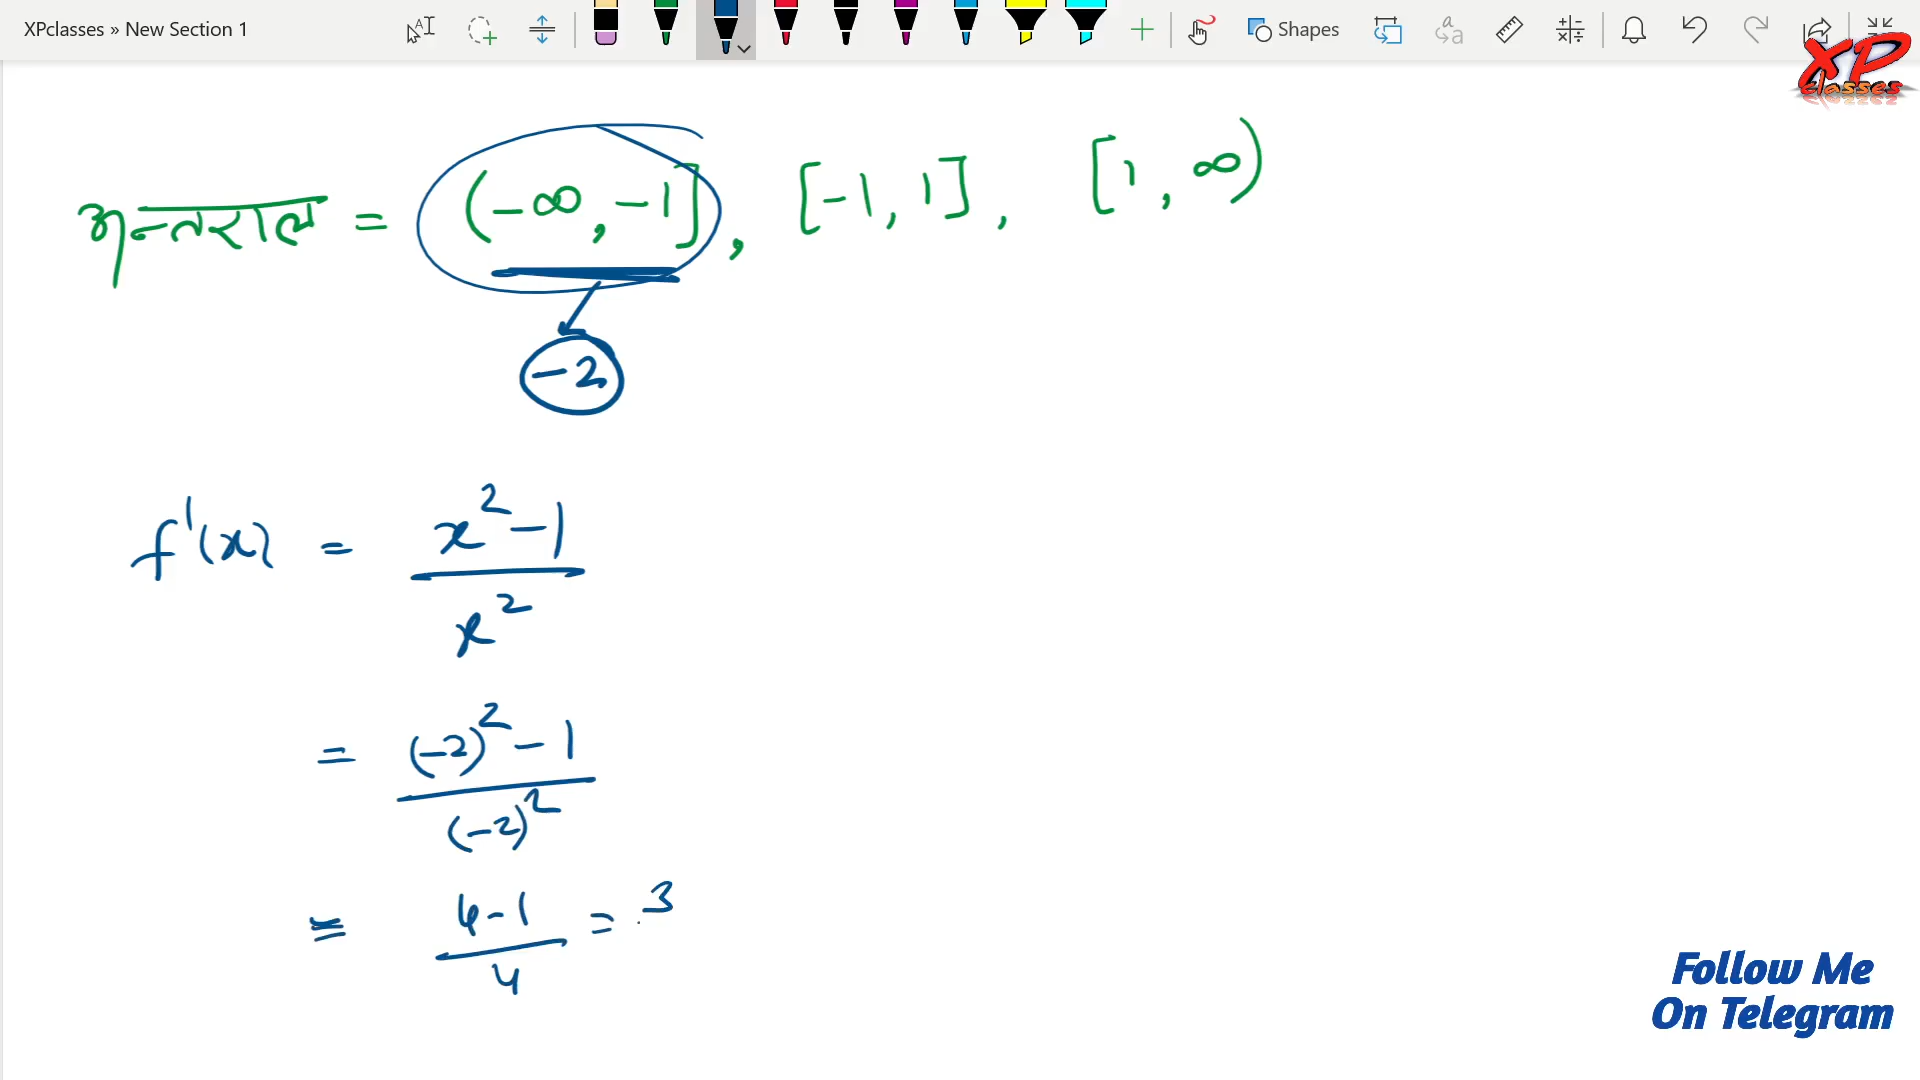 XPclasses » New Section 1
Shapes
XP
classes
अन्तराल = (-∞, -1], [-1, 1], [1, ∞)
-2
f'(x) = x² - 1
x²
= (-2)² - 1
(-2)²
= 4 - 1 = 3
4
Follow Me
On Telegram